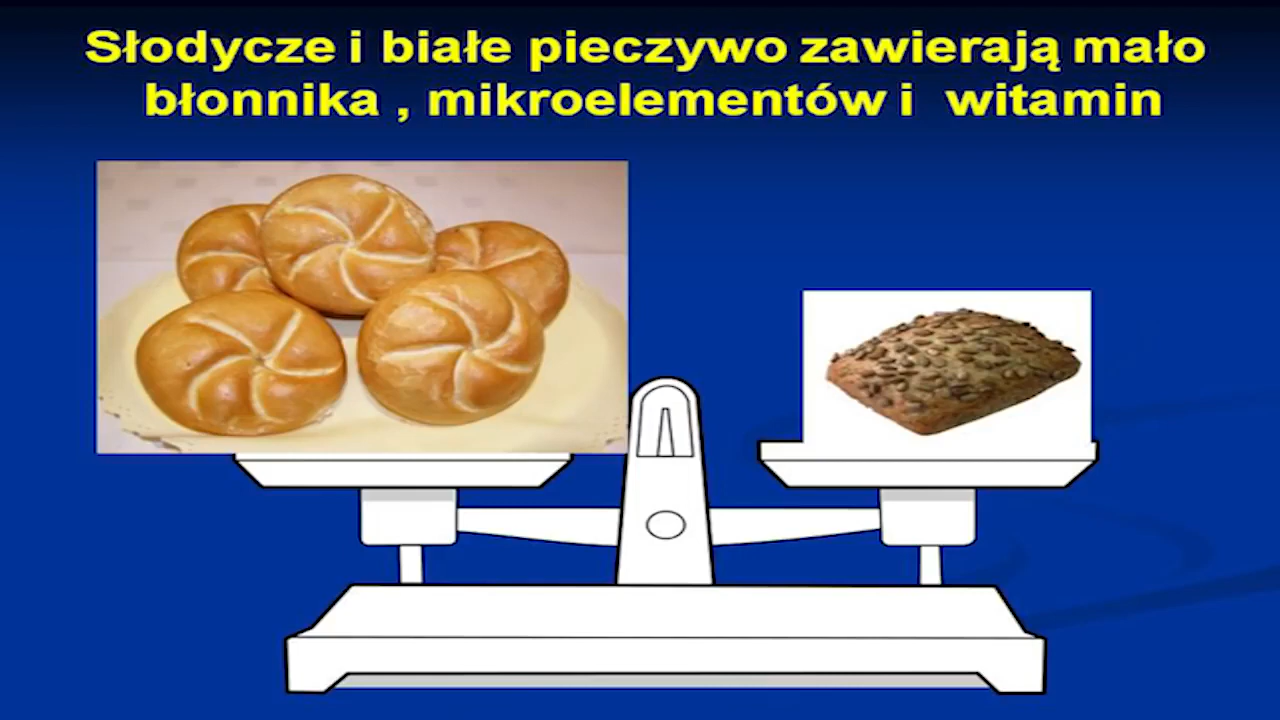 Słodycze i białe pieczywo zawierają mało
błonnika , mikroelementów i witamin